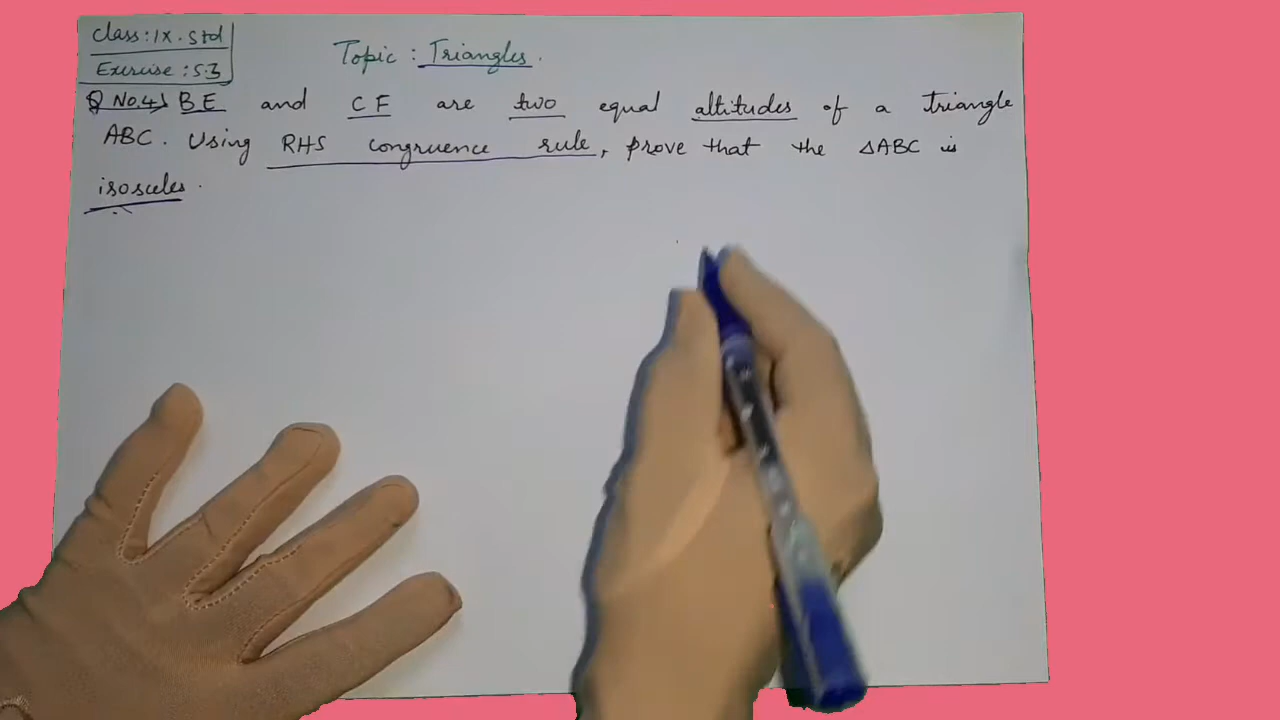 Class: IX. Std
Exercise: 5.3
Topic: Triangles.
Q No.4) BE and CF are two equal altitudes of a triangle
ABC. Using RHS congruence rule, prove that the △ABC is
isosceles.